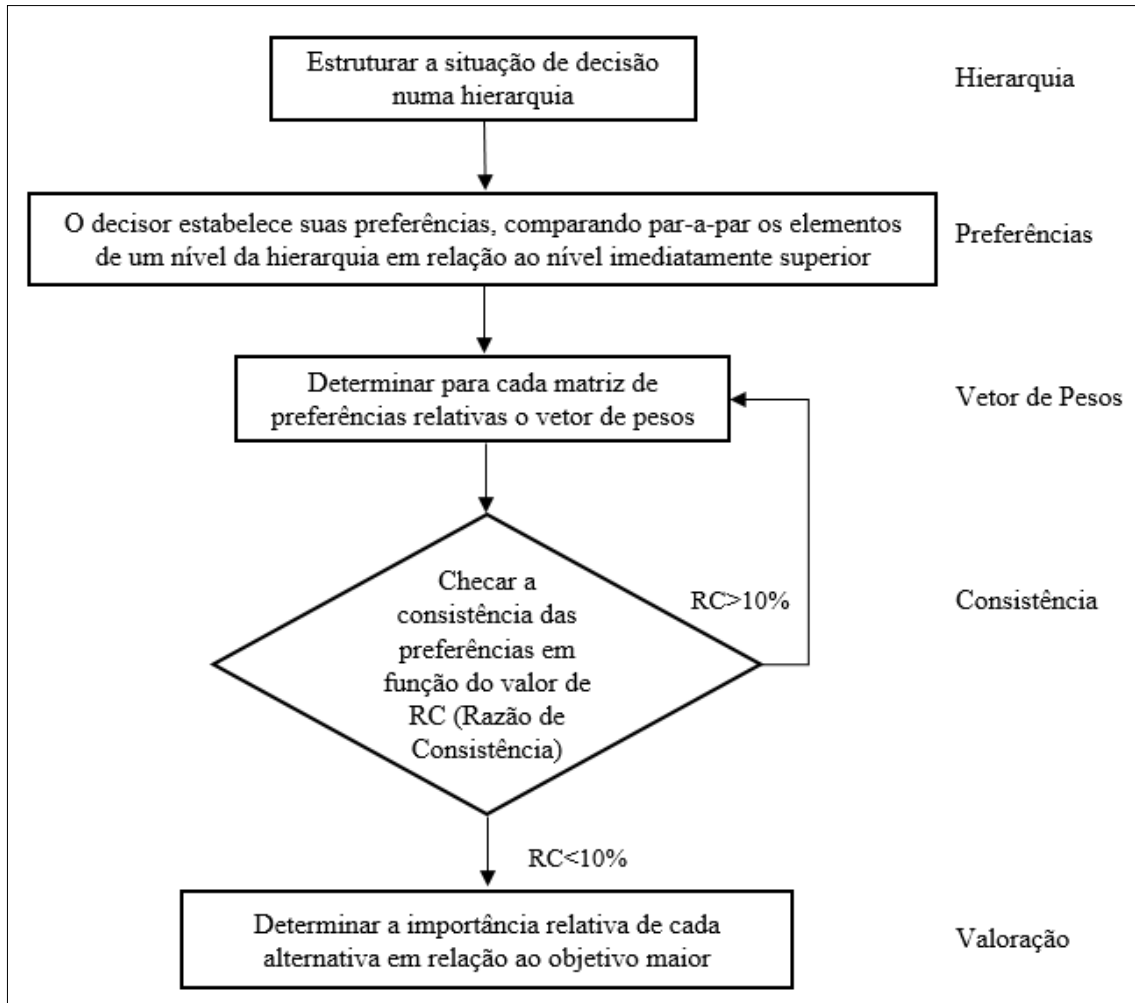 Estruturar a situação de decisão
numa hierarquia
Hierarquia
O decisor estabelece suas preferências, comparando par-a-par os elementos
de um nível da hierarquia em relação ao nível imediatamente superior
Preferências
Determinar para cada matriz de
preferências relativas o vetor de pesos
Vetor de Pesos
Checar a
consistência das
preferências em
função do valor de
RC (Razão de
Consistência)
RC>10%
Consistência
RC<10%
Determinar a importância relativa de cada
alternativa em relação ao objetivo maior
Valoração